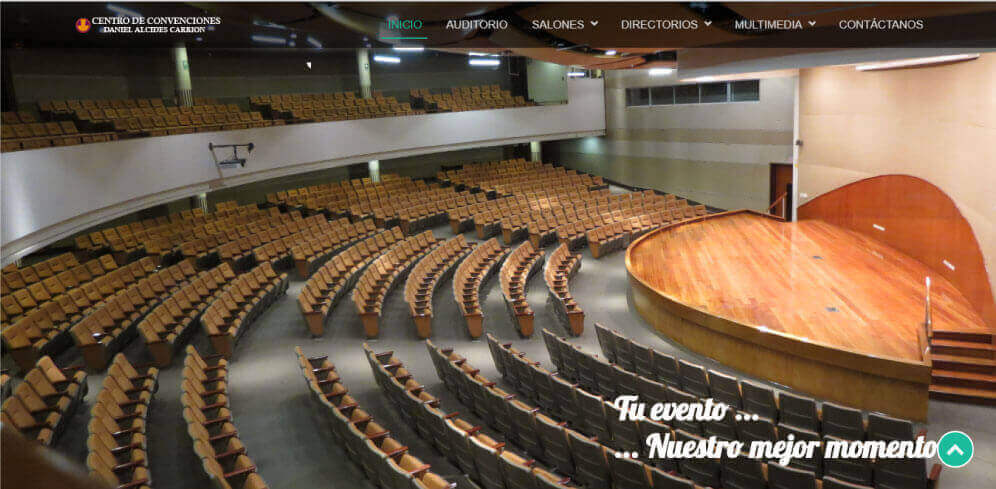 CENTRO DE CONVENCIONES
DANIEL ALCIDES CARRION
INICIO AUDITORIO SALONES DIRECTORIOS MULTIMEDIA CONTÁCTANOS
Tu evento ...
... Nuestro mejor momento